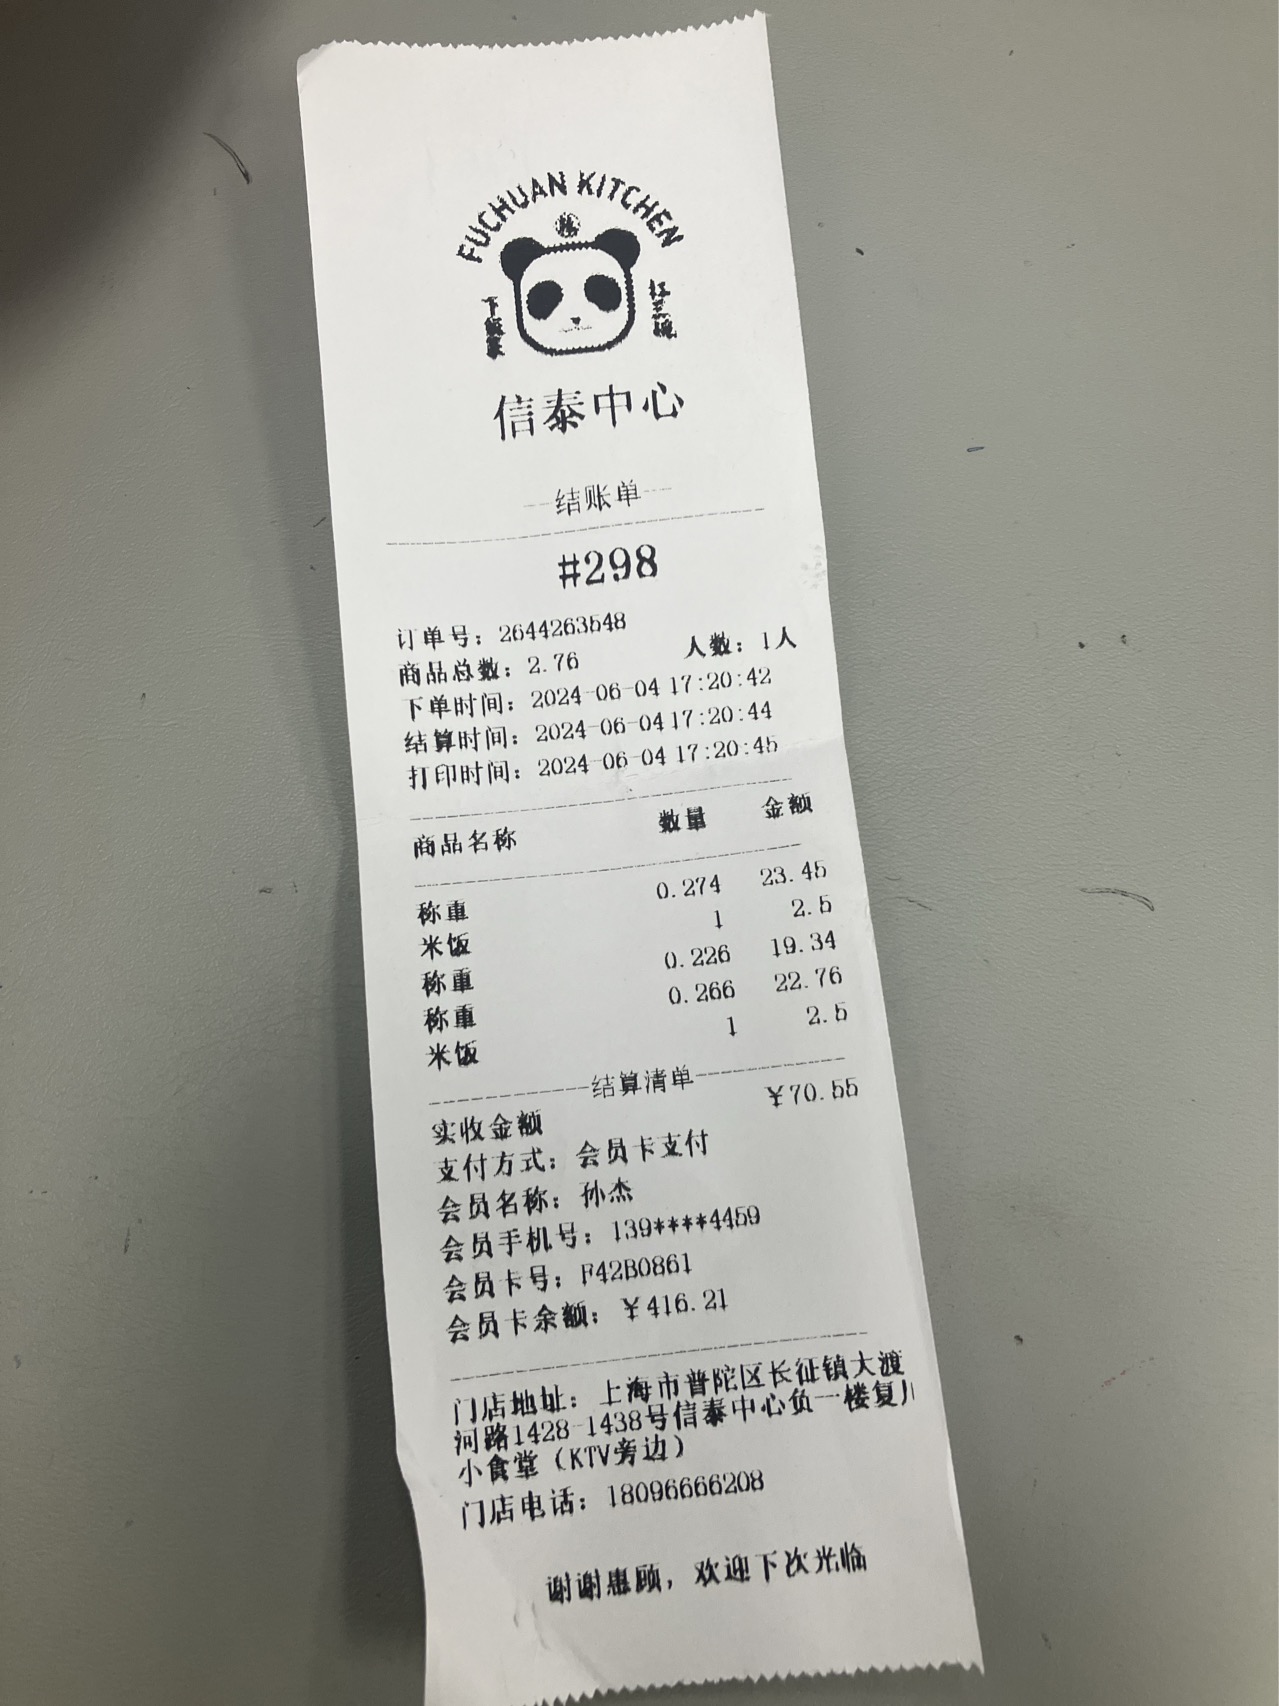 FUCHUAN KITCHEN
下饭菜
信泰中心
结账单
#298
订单号：2644263548
商品总数：2.76 人数：1人
下单时间：2024-06-04 17:20:42
结算时间：2024-06-04 17:20:44
打印时间：2024-06-04 17:20:45
商品名称 数量 金额
称重 0.274 23.45
米饭 1 2.5
称重 0.226 19.34
称重 0.266 22.76
米饭 1 2.5
结算清单
实收金额 ￥70.55
支付方式：会员卡支付
会员名称：孙杰
会员手机号：139****4459
会员卡号：F42B0861
会员卡余额：￥416.21
门店地址：上海市普陀区长征镇大渡
河路1428-1438号信泰中心负一楼复川
小食堂（KTV旁边）
门店电话：18096666208
谢谢惠顾，欢迎下次光临